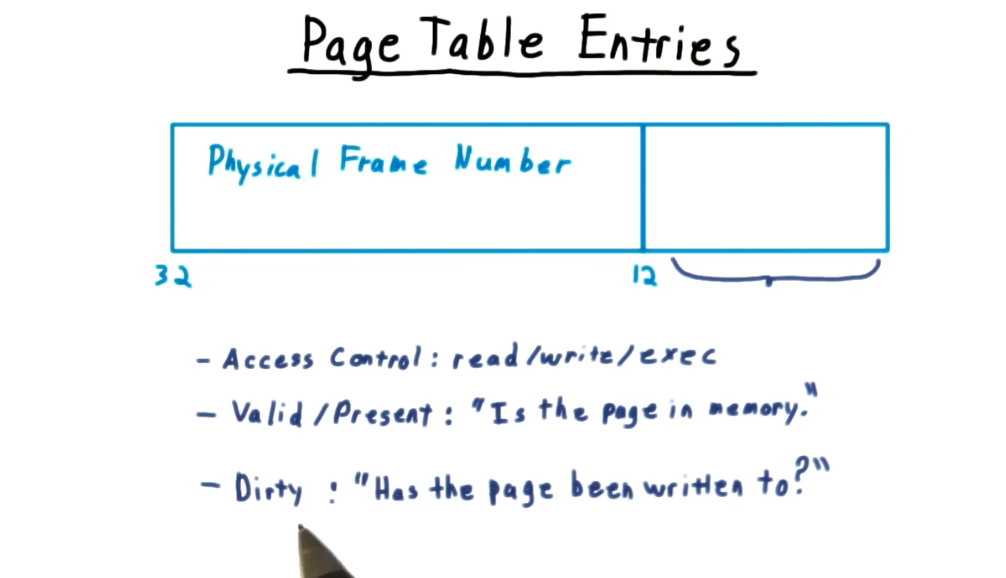 Page Table Entries
Physical Frame Number
32 12
- Access Control: read/write/exec
- Valid/Present: "Is the page in memory."
- Dirty: "Has the page been written to?"